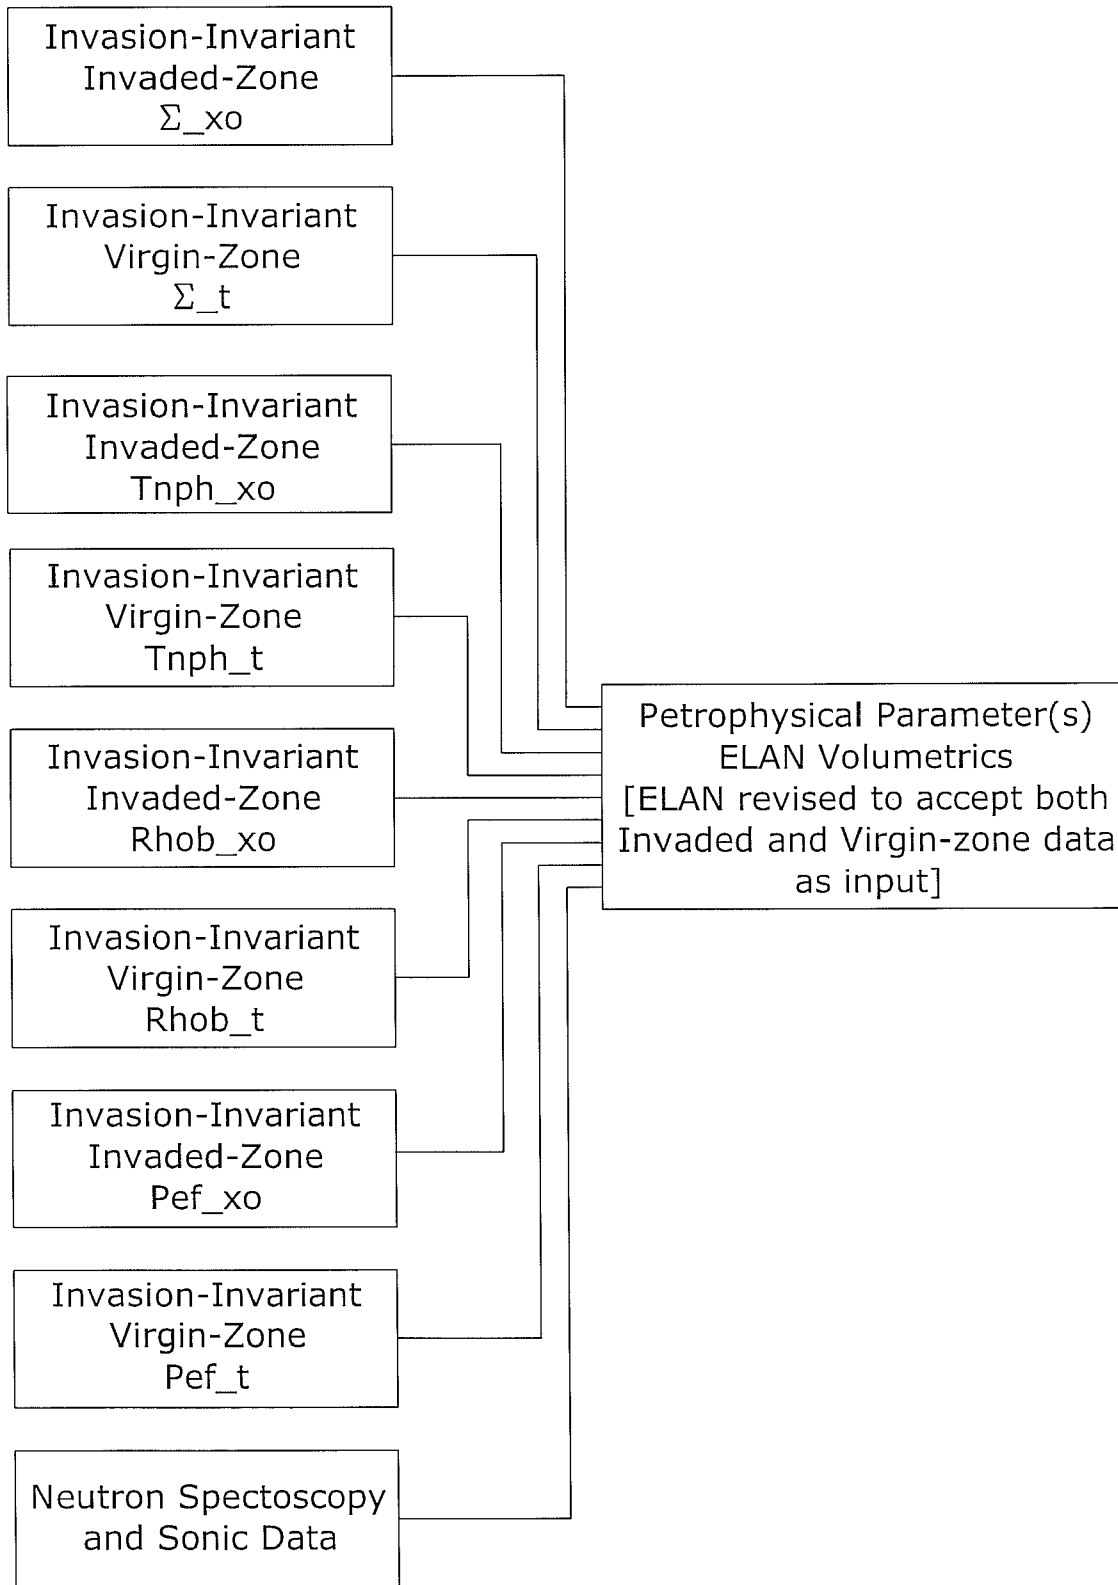 Invasion-Invariant
Invaded-Zone
Σ_xo
Invasion-Invariant
Virgin-Zone
Σ_t
Invasion-Invariant
Invaded-Zone
Tnph_xo
Invasion-Invariant
Virgin-Zone
Tnph_t
Invasion-Invariant
Invaded-Zone
Rhob_xo
Invasion-Invariant
Virgin-Zone
Rhob_t
Invasion-Invariant
Invaded-Zone
Pef_xo
Invasion-Invariant
Virgin-Zone
Pef_t
Neutron Spectoscopy
and Sonic Data
Petrophysical Parameter(s)
ELAN Volumetrics
[ELAN revised to accept both
Invaded and Virgin-zone data
as input]